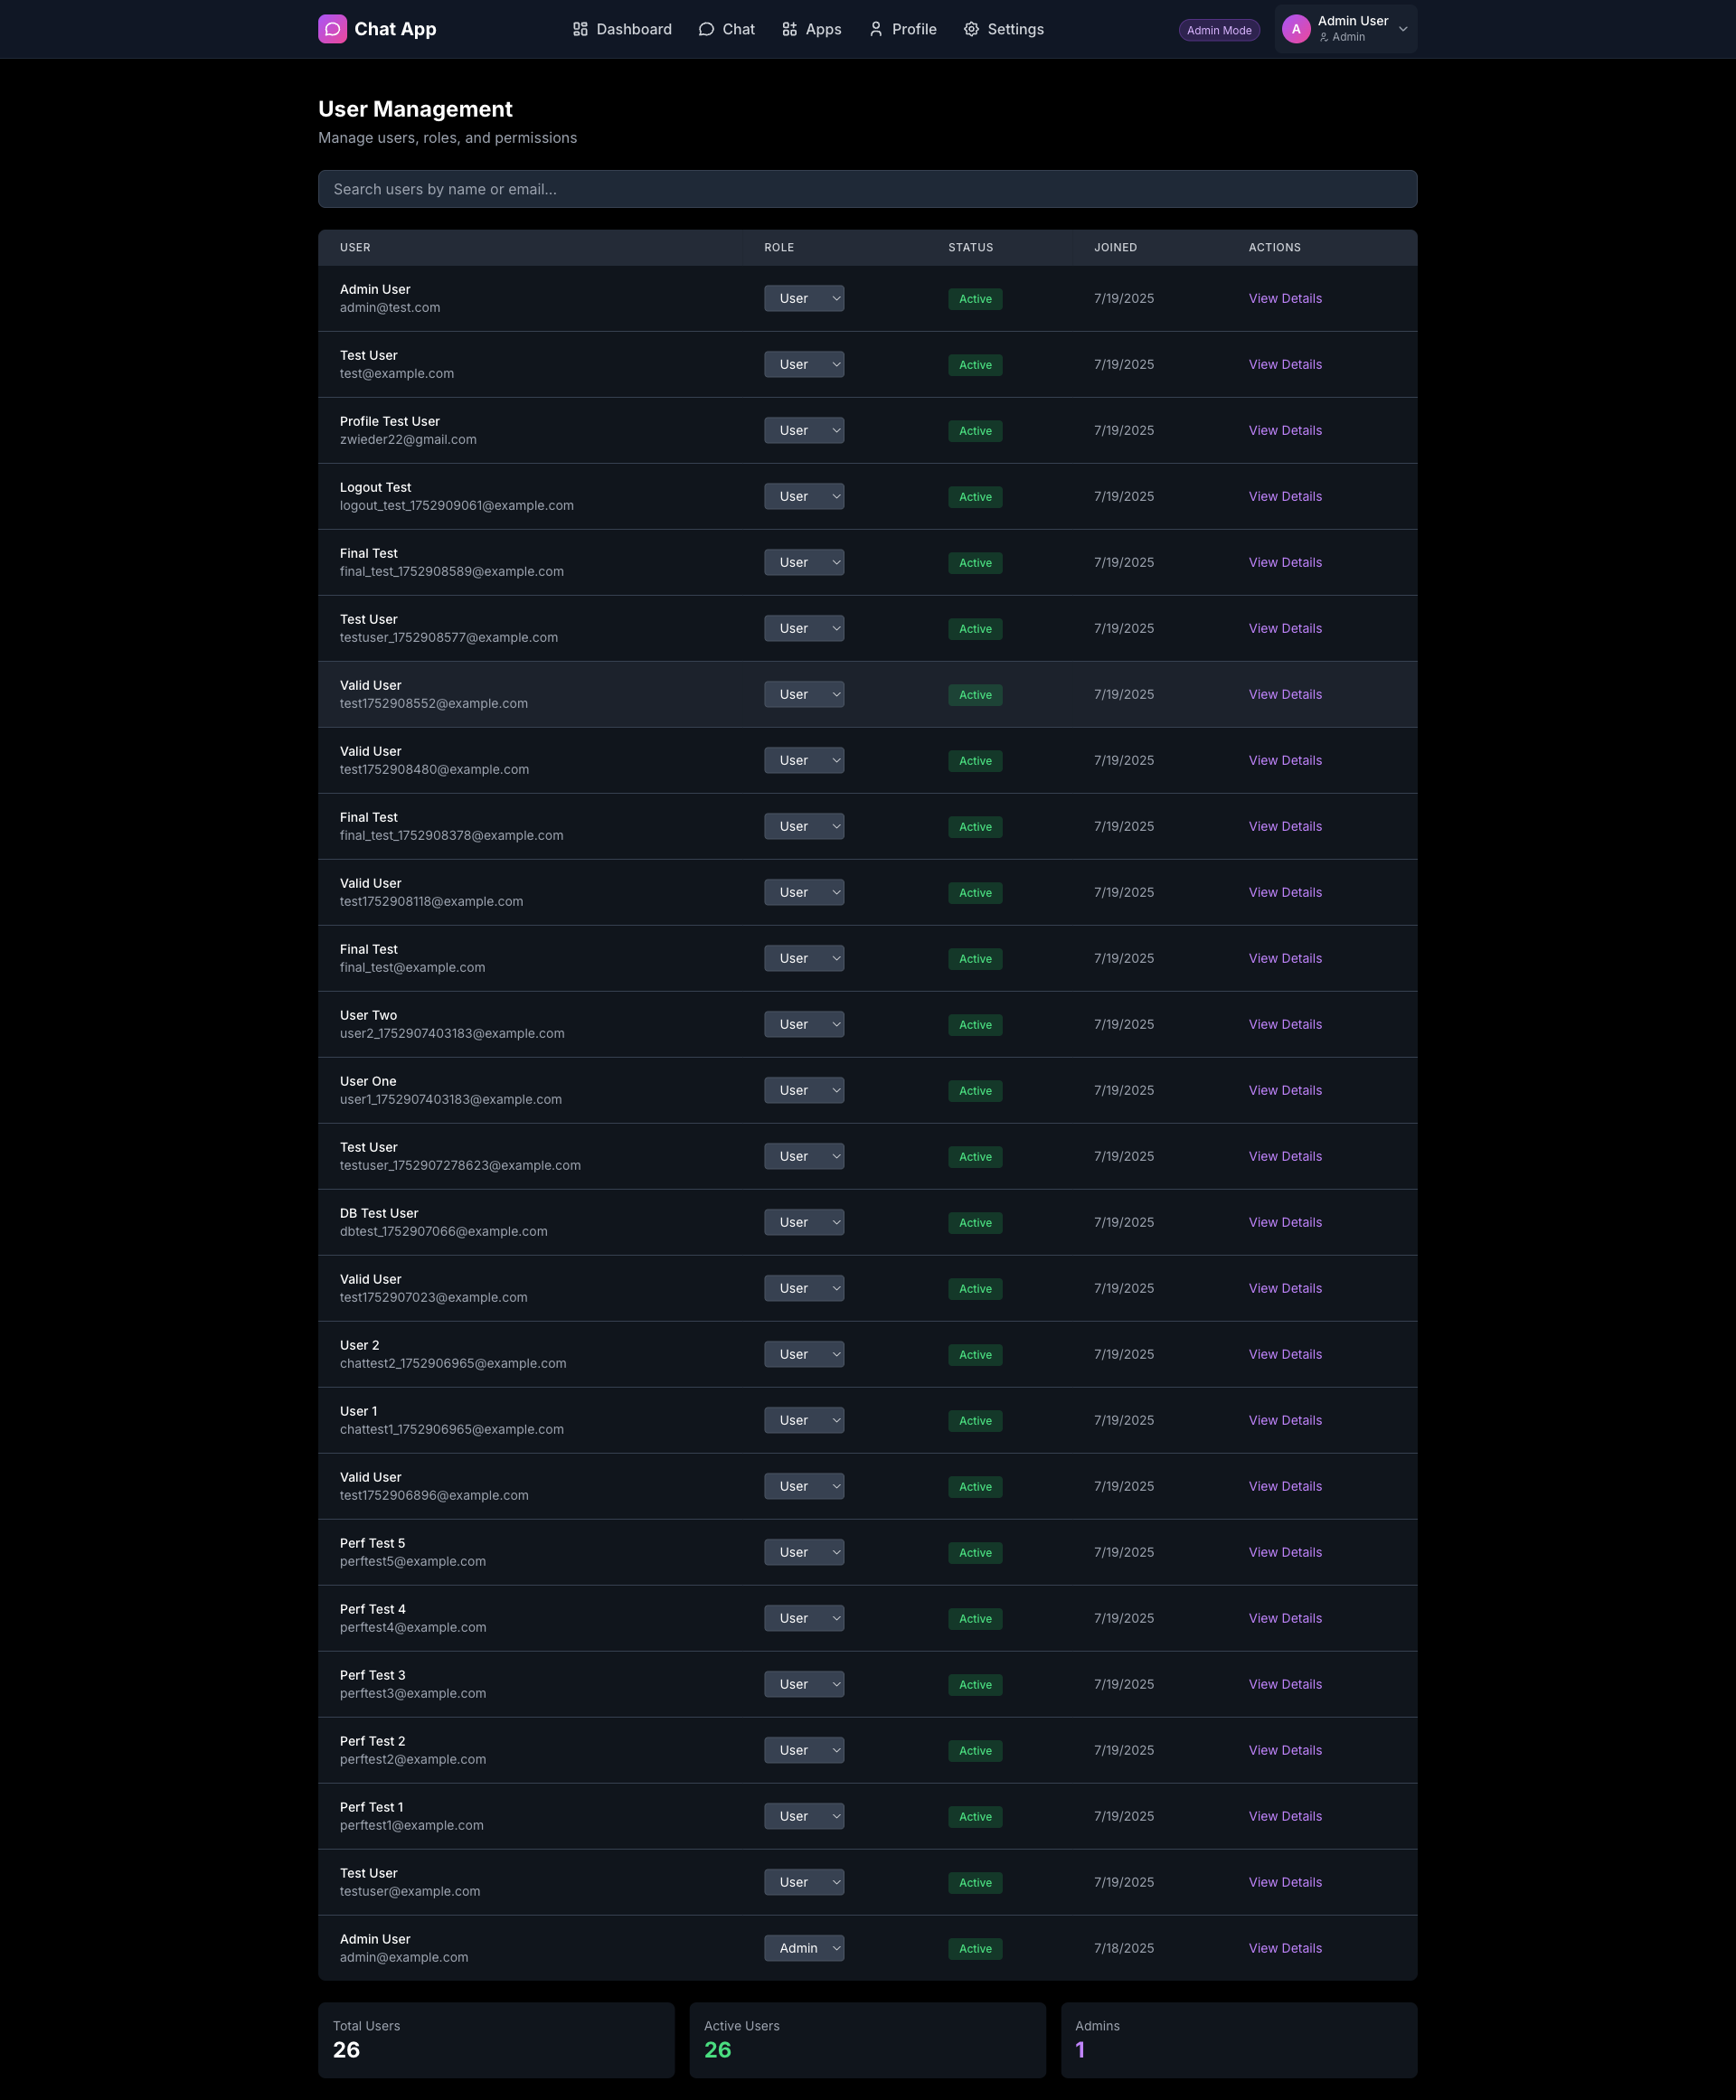 Chat App
Dashboard
Chat
Apps
Profile
Settings
Admin Mode
A
Admin User
Admin
User Management
Manage users, roles, and permissions
Search users by name or email...
USER ROLE STATUS JOINED ACTIONS
Admin User
admin@test.com
User Active 7/19/2025 View Details
Test User
test@example.com
User Active 7/19/2025 View Details
Profile Test User
zwieder22@gmail.com
User Active 7/19/2025 View Details
Logout Test
logout_test_1752909061@example.com
User Active 7/19/2025 View Details
Final Test
final_test_1752908589@example.com
User Active 7/19/2025 View Details
Test User
testuser_1752908577@example.com
User Active 7/19/2025 View Details
Valid User
test1752908552@example.com
User Active 7/19/2025 View Details
Valid User
test1752908480@example.com
User Active 7/19/2025 View Details
Final Test
final_test_1752908378@example.com
User Active 7/19/2025 View Details
Valid User
test1752908118@example.com
User Active 7/19/2025 View Details
Final Test
final_test@example.com
User Active 7/19/2025 View Details
User Two
user2_1752907403183@example.com
User Active 7/19/2025 View Details
User One
user1_1752907403183@example.com
User Active 7/19/2025 View Details
Test User
testuser_1752907278623@example.com
User Active 7/19/2025 View Details
DB Test User
dbtest_1752907066@example.com
User Active 7/19/2025 View Details
Valid User
test1752907023@example.com
User Active 7/19/2025 View Details
User 2
chattest2_1752906965@example.com
User Active 7/19/2025 View Details
User 1
chattest1_1752906965@example.com
User Active 7/19/2025 View Details
Valid User
test1752906896@example.com
User Active 7/19/2025 View Details
Perf Test 5
perftest5@example.com
User Active 7/19/2025 View Details
Perf Test 4
perftest4@example.com
User Active 7/19/2025 View Details
Perf Test 3
perftest3@example.com
User Active 7/19/2025 View Details
Perf Test 2
perftest2@example.com
User Active 7/19/2025 View Details
Perf Test 1
perftest1@example.com
User Active 7/19/2025 View Details
Test User
testuser@example.com
User Active 7/19/2025 View Details
Admin User
admin@example.com
Admin Active 7/18/2025 View Details
Total Users
26
Active Users
26
Admins
1